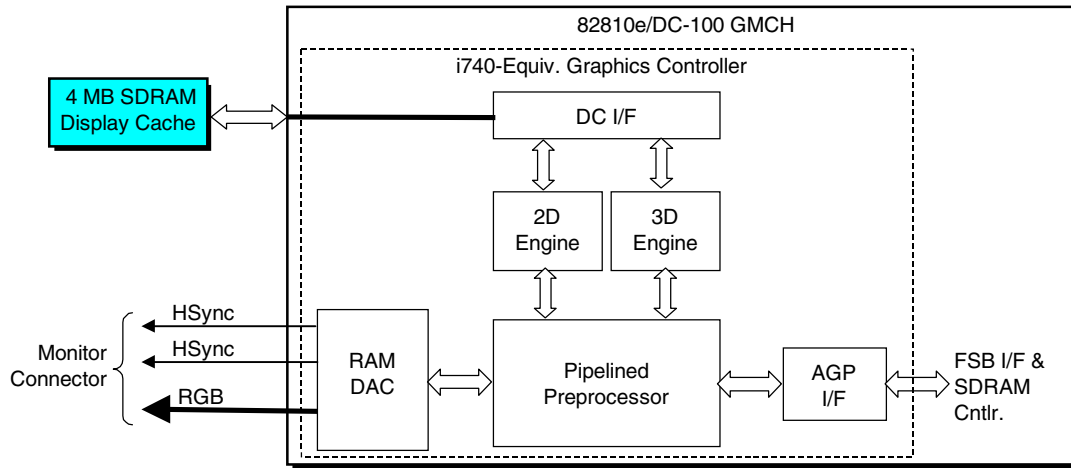 82810e/DC-100 GMCH
i740-Equiv. Graphics Controller
4 MB SDRAM
Display Cache
DC I/F
2D
Engine
3D
Engine
HSync
HSync
RGB
Monitor
Connector
RAM
DAC
Pipelined
Preprocessor
AGP
I/F
FSB I/F &
SDRAM
Cntlr.